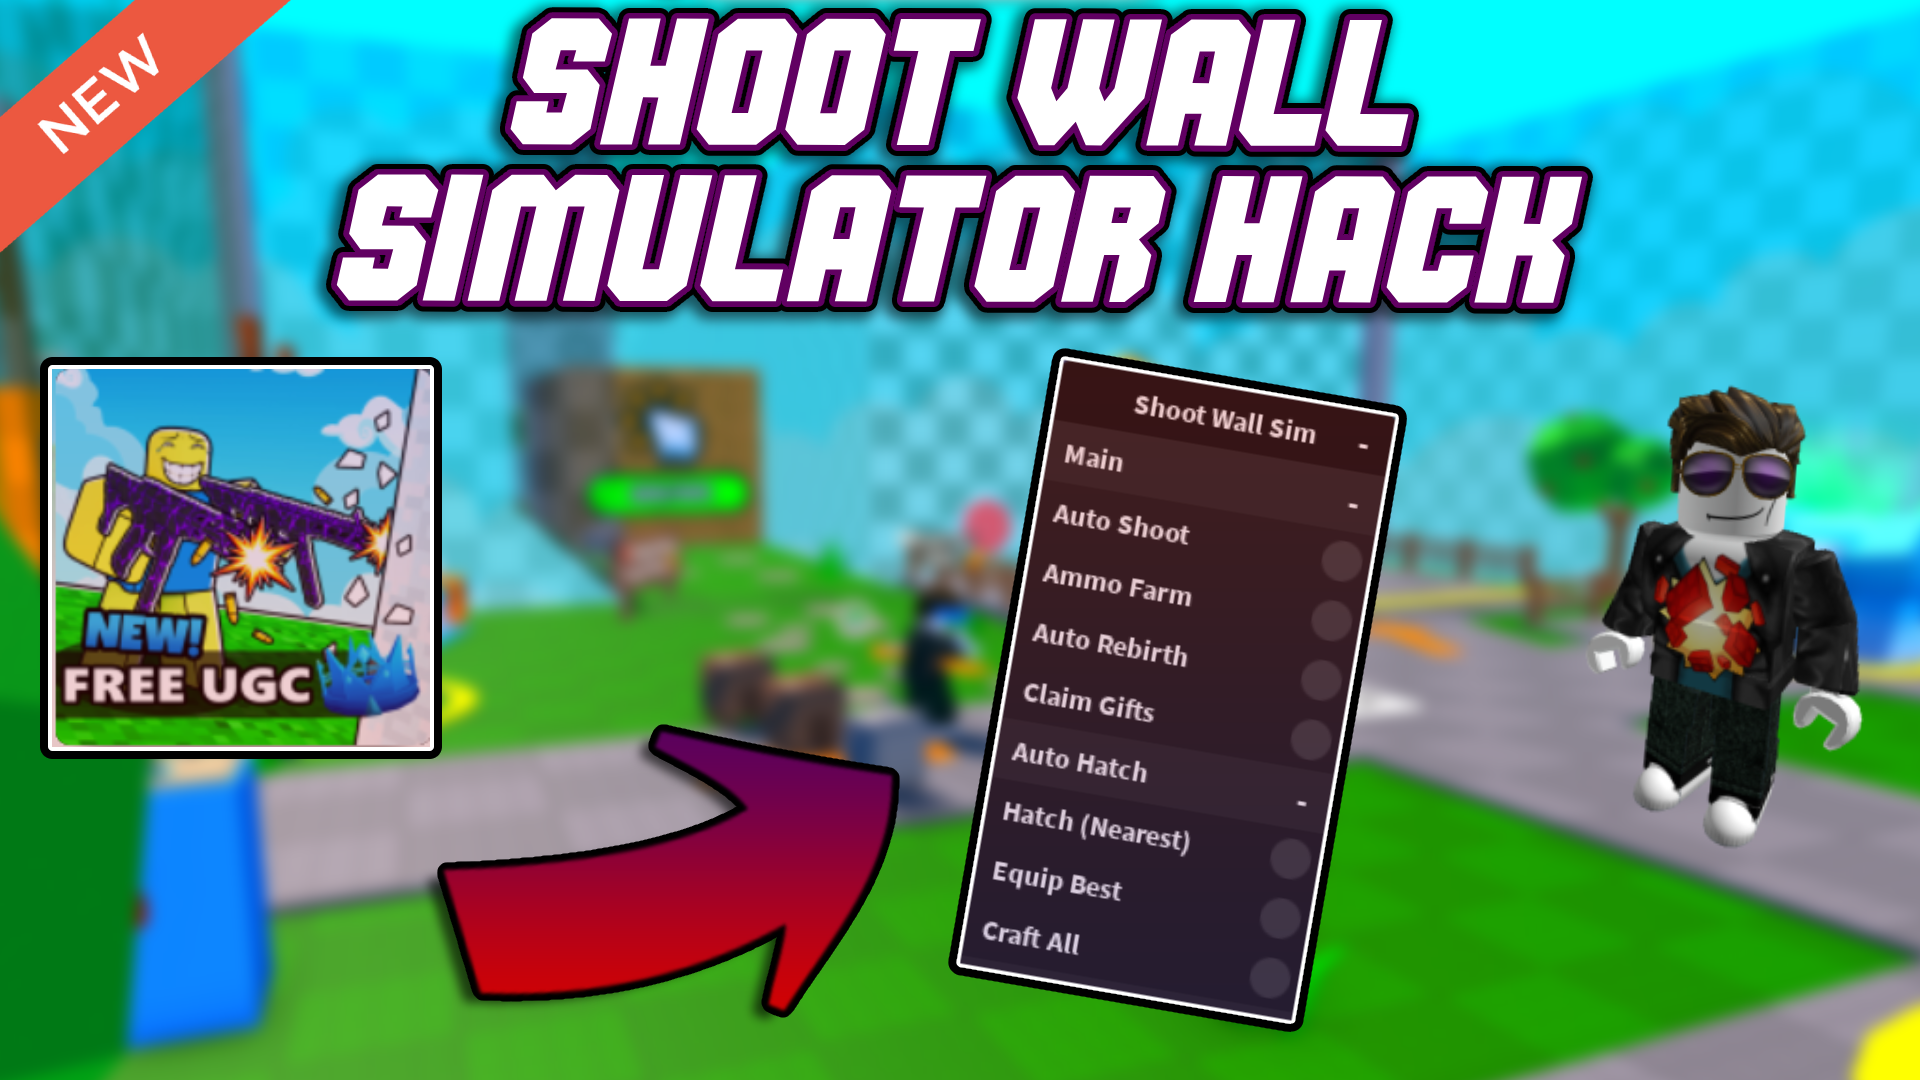 NEW
SHOOT WALL
SIMULATOR HACK
NEW!
FREE UGC
Shoot Wall Sim -
Main -
Auto Shoot
Ammo Farm
Auto Rebirth
Claim Gifts
Auto Hatch -
Hatch (Nearest)
Equip Best
Craft All